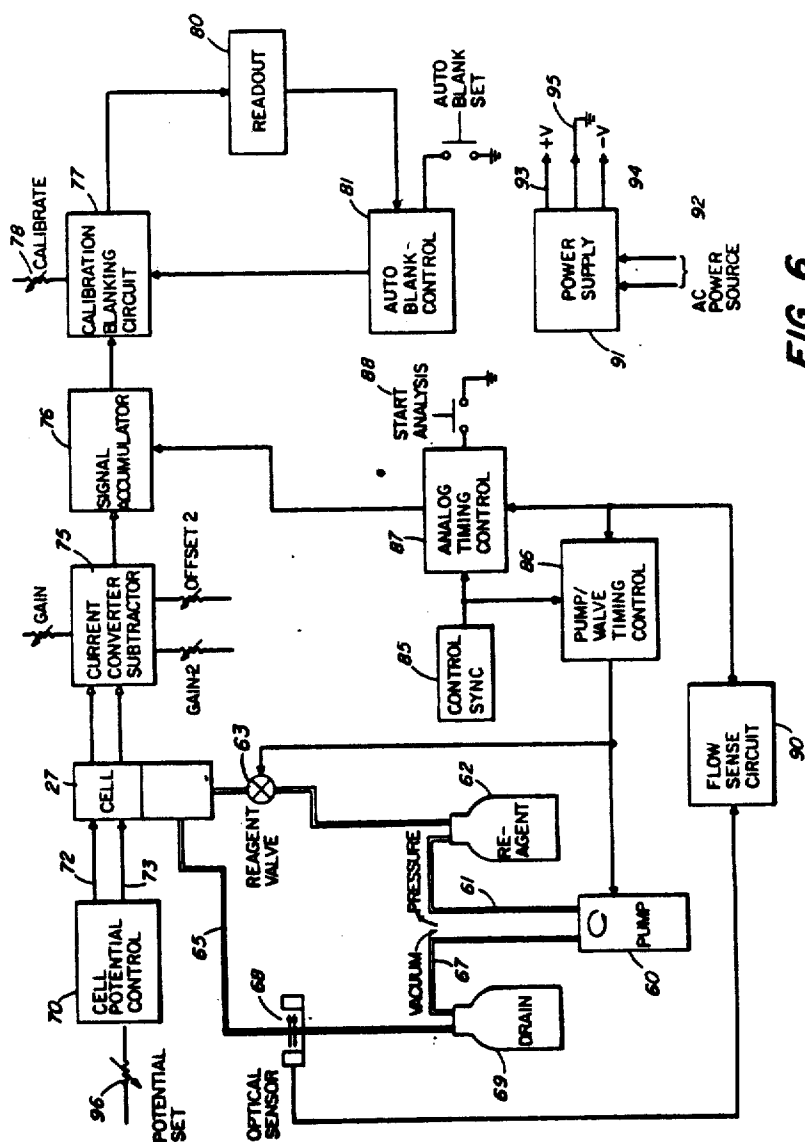 96
POTENTIAL
SET
70
CELL
POTENTIAL
CONTROL
72
73
27
CELL
GAIN
75
CURRENT
CONVERTER
SUBTRACTOR
GAIN-2
OFFSET 2
76
SIGNAL
ACCUMULATOR
78
CALIBRATE
77
CALIBRATION
BLANKING
CIRCUIT
80
READOUT
81
AUTO
BLANK-
CONTROL
AUTO
BLANK
SET
65
63
REAGENT
VALVE
62
RE-
AGENT
PRESSURE
61
VACUUM
67
68
OPTICAL
SENSOR
69
DRAIN
60
PUMP
85
CONTROL
SYNC
87
ANALOG
TIMING
CONTROL
88
START
ANALYSIS
86
PUMP/
VALVE
TIMING
CONTROL
90
FLOW
SENSE
CIRCUIT
91
POWER
SUPPLY
93
+V
95
-V
94
92
AC
POWER
SOURCE
FIG. 6